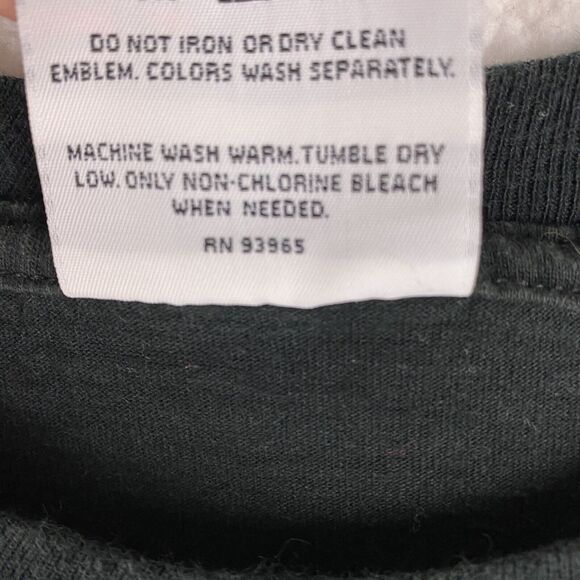 DO NOT IRON OR DRY CLEAN
EMBLEM. COLORS WASH SEPARATELY.
MACHINE WASH WARM.TUMBLE DRY
LOW. ONLY NON-CHLORINE BLEACH
WHEN NEEDED.
RN 93965